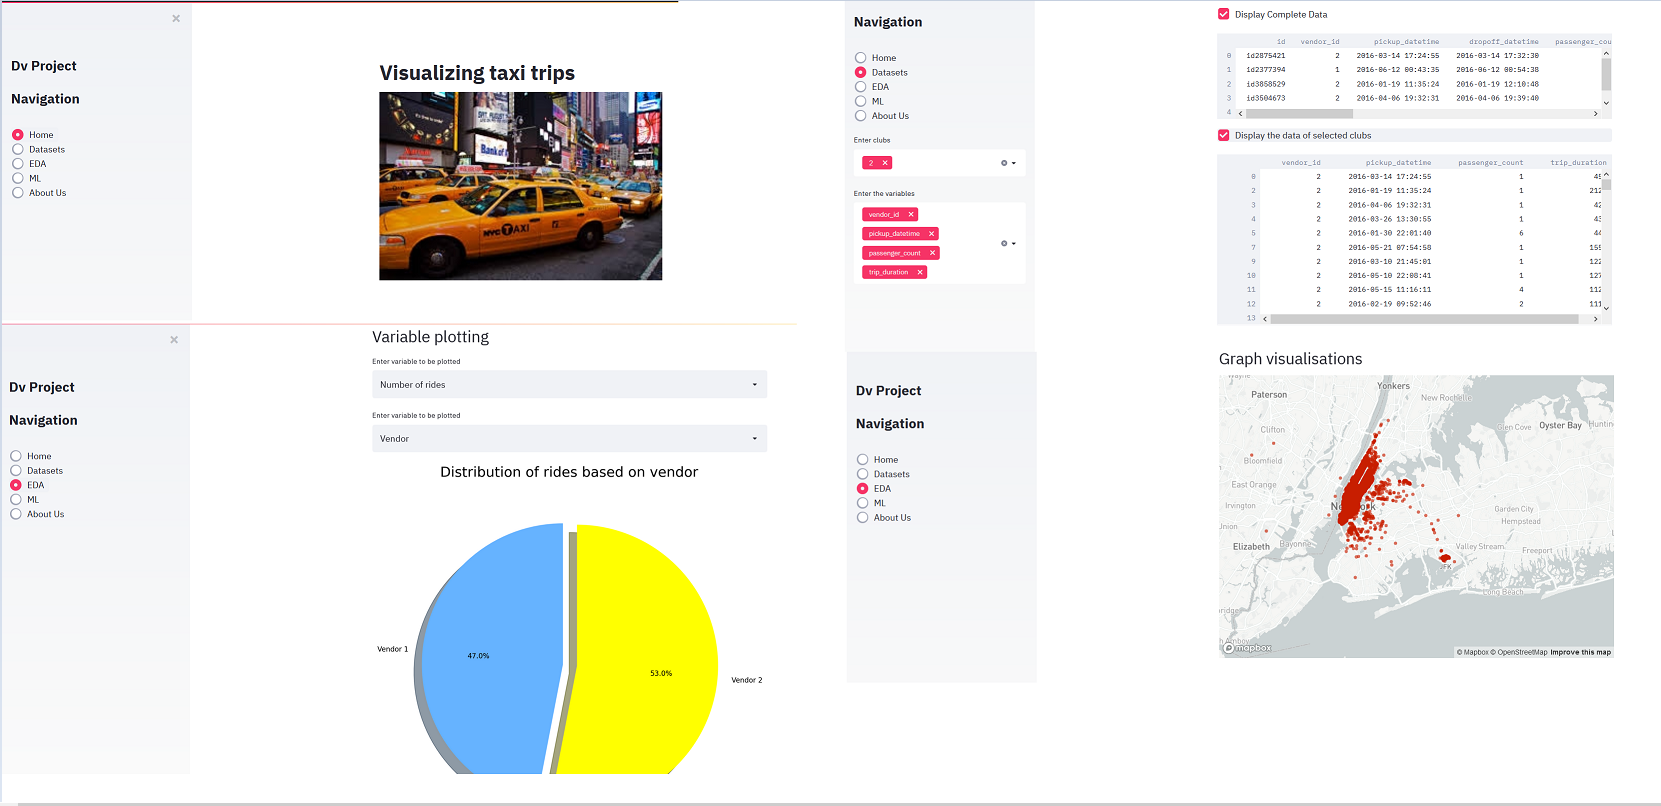 ×
Dv Project
Navigation
Home
Datasets
EDA
ML
About Us
Visualizing taxi trips
Bank of
NYC TAXI
Navigation
Home
Datasets
EDA
ML
About Us
Enter clubs
2 ×
Enter the variables
vendor_id ×
pickup_datetime ×
passenger_count ×
trip_duration ×
Display Complete Data
id vendor_id pickup_datetime dropoff_datetime passenger_cou
0 id2875421 2 2016-03-14 17:24:55 2016-03-14 17:32:30
1 id2377394 1 2016-06-12 00:43:35 2016-06-12 00:54:38
2 id3858529 2 2016-01-19 11:35:24 2016-01-19 12:10:48
3 id3504673 2 2016-04-06 19:32:31 2016-04-06 19:39:40
4
Display the data of selected clubs
vendor_id pickup_datetime passenger_count trip_duration
0 2 2016-03-14 17:24:55 1 45
2 2 2016-01-19 11:35:24 1 212
3 2 2016-04-06 19:32:31 1 42
4 2 2016-03-26 13:30:55 1 43
5 2 2016-01-30 22:01:40 6 44
7 2 2016-05-21 07:54:58 1 155
9 2 2016-03-10 21:45:01 1 122
10 2 2016-05-10 22:08:41 1 127
11 2 2016-05-15 11:16:11 4 112
12 2 2016-02-19 09:52:46 2 111
13
×
Dv Project
Navigation
Home
Datasets
EDA
ML
About Us
Variable plotting
Enter variable to be plotted
Number of rides
Enter variable to be plotted
Vendor
Distribution of rides based on vendor
Vendor 1
47.0%
53.0%
Vendor 2
Dv Project
Navigation
Home
Datasets
EDA
ML
About Us
Graph visualisations
Wayne
Yonkers
Paterson
New Rochelle
Clifton
Glen Cove
Oyster Bay
Huntin
Bloomfield
East Orange
Irvington
Garden City
Hempstead
Union
Elizabeth
Bayonne
Valley Stream
Freeport
JFK
Long Beach
ridge
h Amboy
mapbox
© Mapbox © OpenStreetMap Improve this map